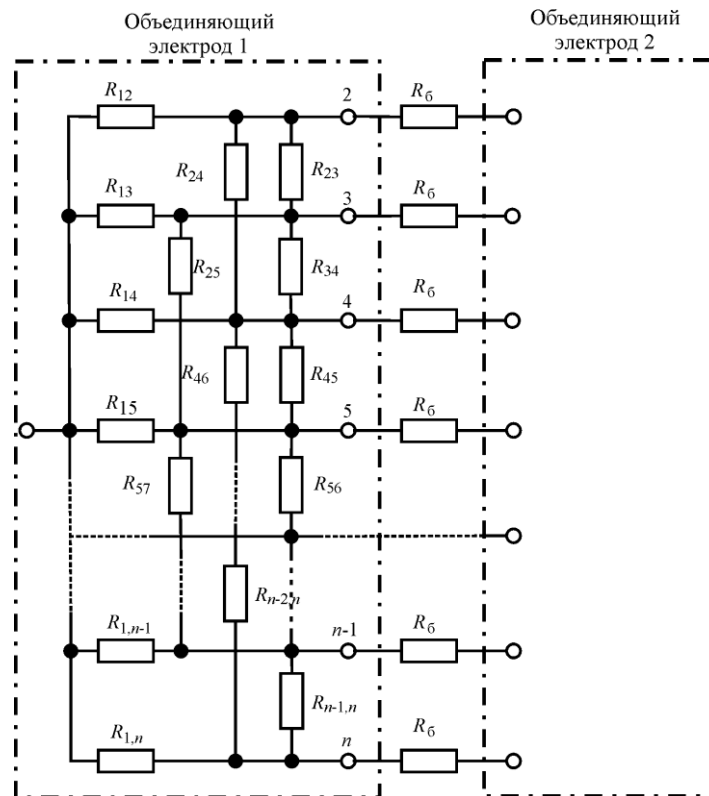 Объединяющий
электрод 1
Объединяющий
электрод 2
R12
2
Rб
R24
R23
R13
3
Rб
R25
R34
R14
4
Rб
R46
R45
R15
5
Rб
R57
R56
Rn-2,n
R1,n-1
n-1
Rб
Rn-1,n
R1,n
n
Rб